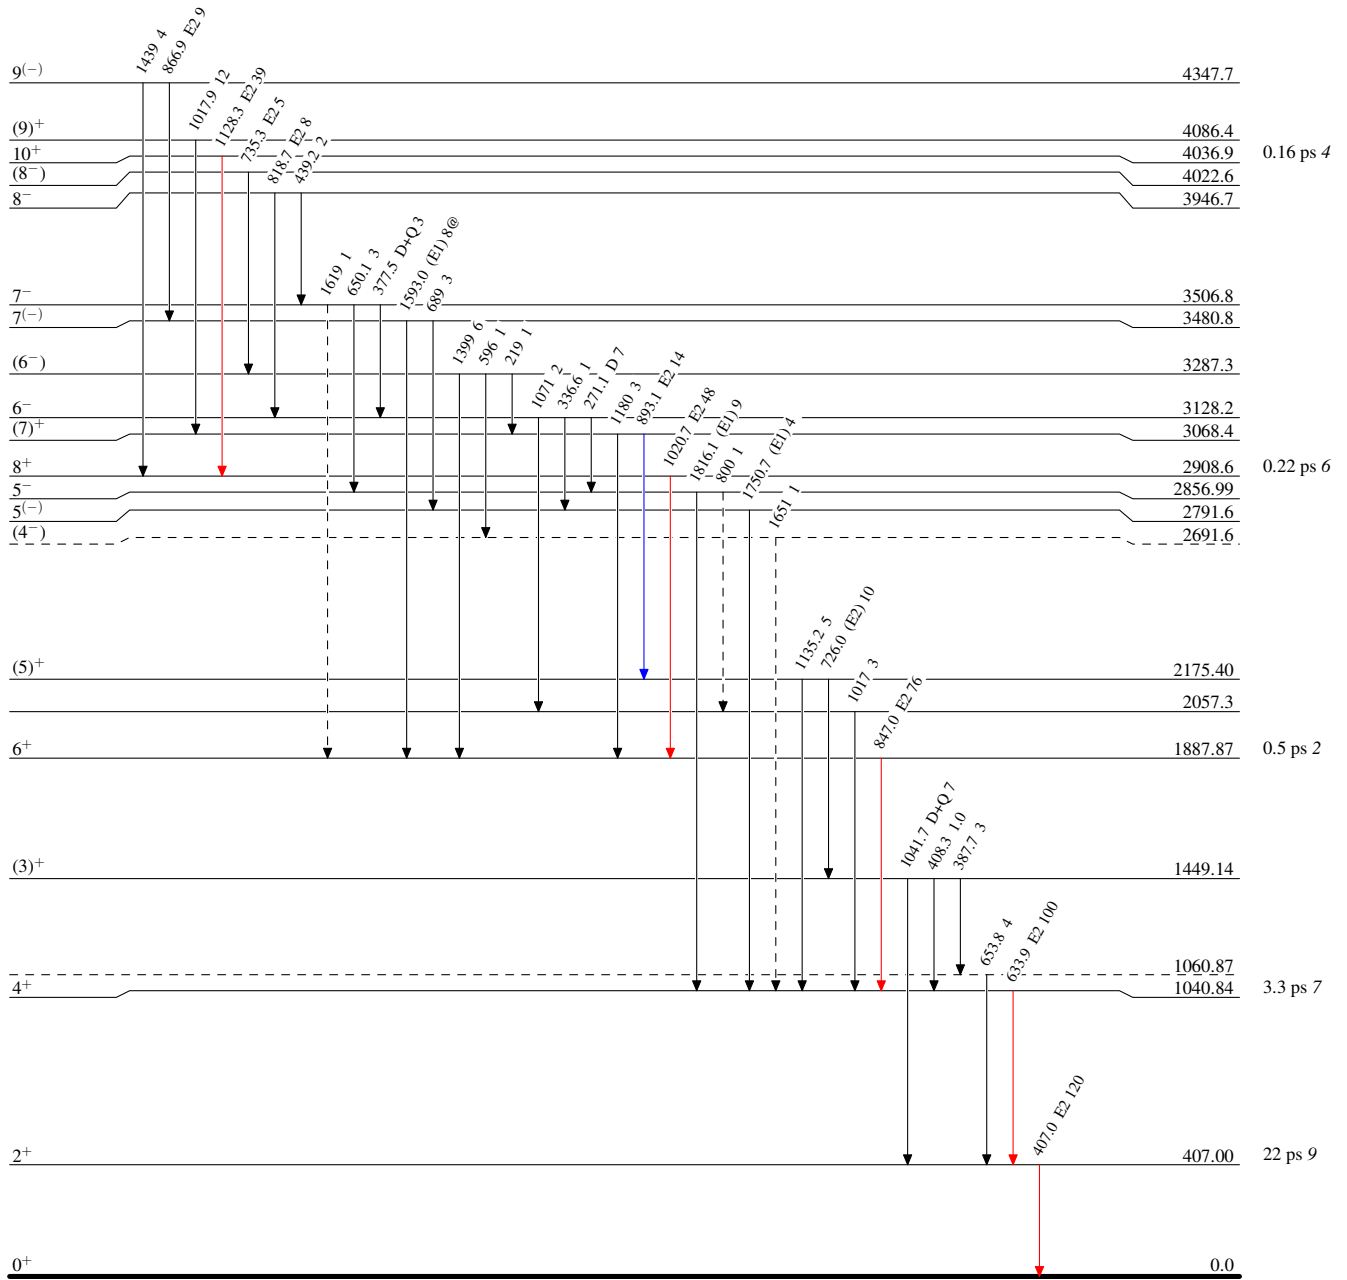 1439 4
866.9 E2 9
9(−) 4347.7
1017.9 12
1128.3 E2 39
(9)+ 4086.4
735.3 E2 5
10+ 4036.9 0.16 ps 4
818.7 E2 8
439.2 2
(8−) 4022.6
8− 3946.7
1619 1
650.1 3
377.5 D+Q 3
7− 3506.8
1593.0 (E1) 8@
689 3
7(−) 3480.8
1399 6
596 1
219 1
(6−) 3287.3
1071 2
336.6 1
271.1 D 7
6− 3128.2
1180 3
893.1 E2 14
(7)+ 3068.4
1020.7 E2 48
8+ 2908.6 0.22 ps 6
1816.1 (E1) 9
800 1
5− 2856.99
1750.7 (E1) 4
5(−) 2791.6
1651 1
(4−) 2691.6
1135.2 5
726.0 (E2) 10
(5)+ 2175.40
1017 3
2057.3
847.0 E2 76
6+ 1887.87 0.5 ps 2
1041.7 D+Q 7
408.3 1.0
387.7 3
(3)+ 1449.14
653.8 4
1060.87
633.9 E2 100
4+ 1040.84 3.3 ps 7
407.0 E2 120
2+ 407.00 22 ps 9
0+ 0.0